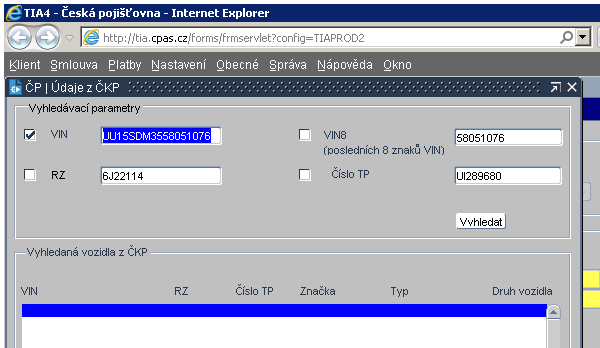 TIA4 - Česká pojišťovna - Internet Explorer
http://tia.cpas.cz/forms/frmservlet?config=TIAPROD2
Klient Smlouva Platby Nastavení Obecné Správa Nápověda Okno
ČP | Údaje z ČKP
Vyhledávací parametry
VIN UU15SDM3558051076 VIN8 58051076
(posledních 8 znaků VIN)
RZ 6J22114 Číslo TP UI289680
Vyhledat
Vyhledaná vozidla z ČKP
VIN RZ Číslo TP Značka Typ Druh vozidla